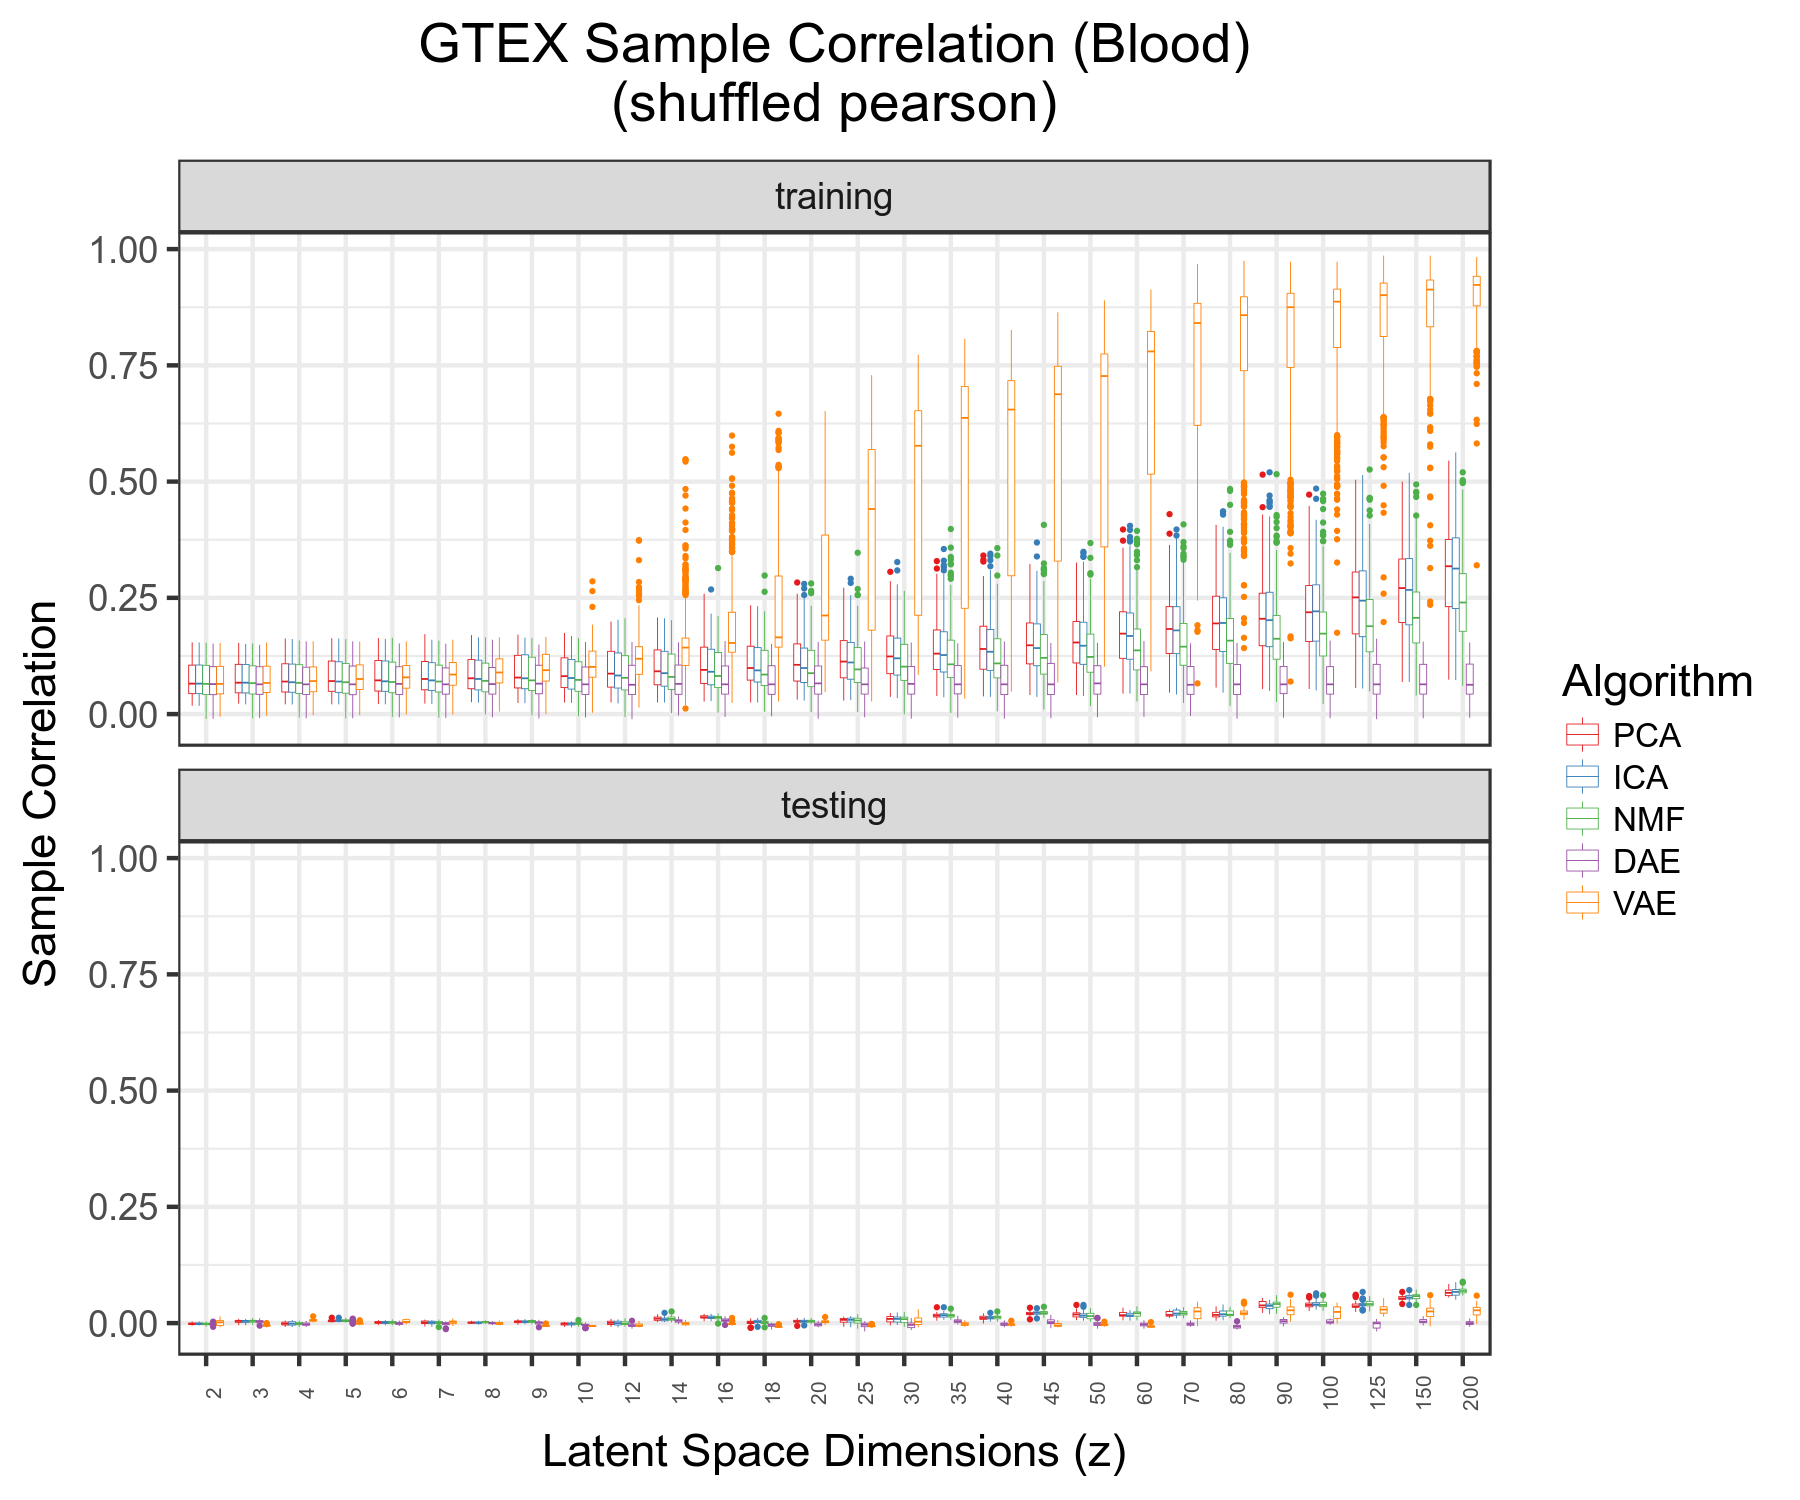 GTEX Sample Correlation (Blood)
(shuffled pearson)
training
1.00
0.75
0.50
0.25
0.00
testing
1.00
0.75
0.50
0.25
0.00
Sample Correlation
2 3 4 5 6 7 8 9 10 12 14 16 18 20 25 30 35 40 45 50 60 70 80 90 100 125 150 200
Latent Space Dimensions (z)
Algorithm
PCA
ICA
NMF
DAE
VAE